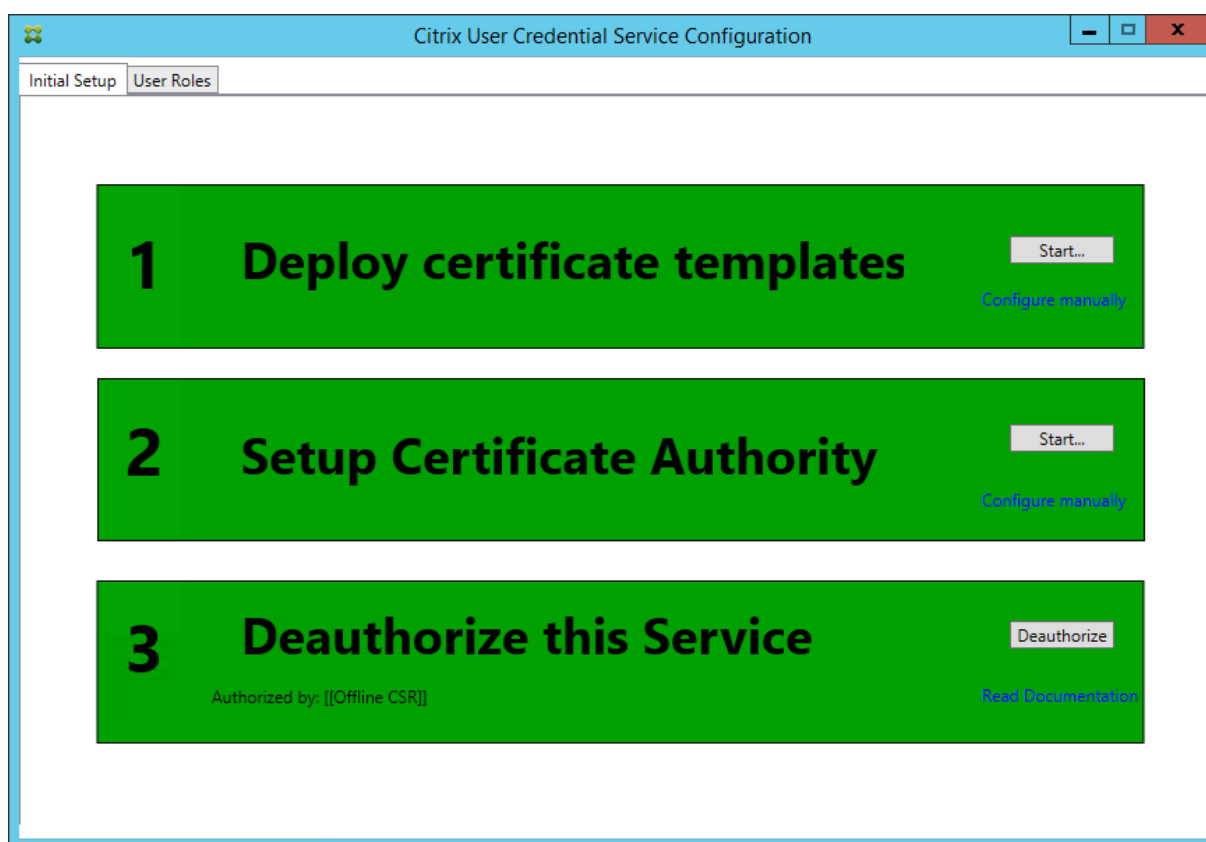 Citrix User Credential Service Configuration
Initial Setup User Roles
1 Deploy certificate templates Start...
Configure manually
2 Setup Certificate Authority Start...
Configure manually
3 Deauthorize this Service Deauthorize
Authorized by: [[Offline CSR]] Read Documentation